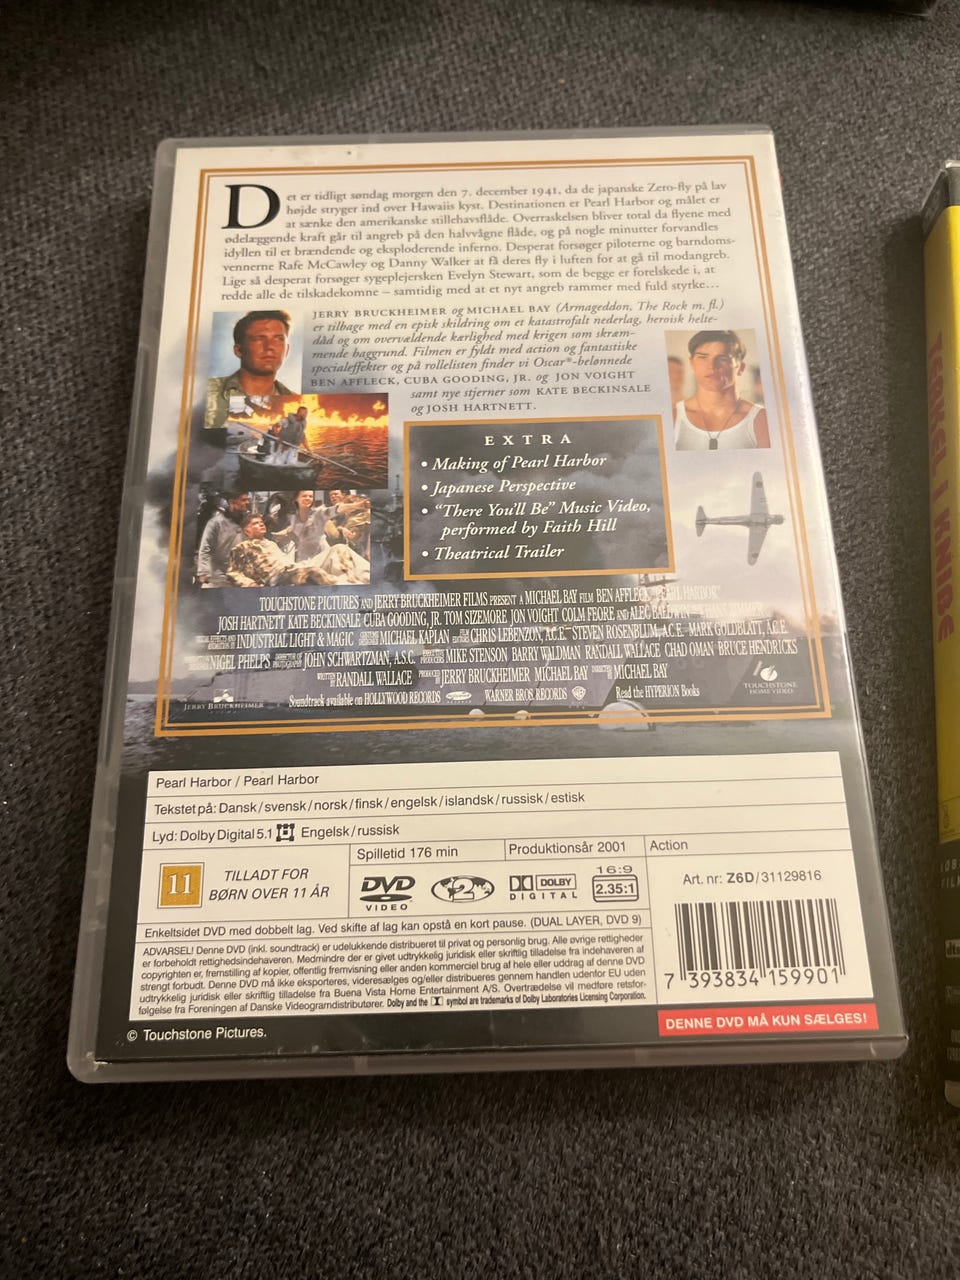 Det er tidligt søndag morgen den 7. december 1941, da de japanske Zero-fly på lav
højde stryger ind over Hawaiis kyst. Destinationen er Pearl Harbor og målet er
at sænke den amerikanske stillehavsflåde. Overraskelsen bliver total da flyene med
ødelæggende kraft går til angreb på den halvvågne flåde, og på nogle minutter forvandles
idyllen til et brændende og eksploderende inferno. Desperat forsøger piloterne og barndoms-
vennerne Rafe McCawley og Danny Walker at få deres fly i luften for at gå til modangreb.
Lige så desperat forsøger sygeplejersken Evelyn Stewart, som de begge er forelskede i, at
redde alle de tilskadekomne – samtidig med at et nyt angreb rammer med fuld styrke...
JERRY BRUCKHEIMER og MICHAEL BAY (Armageddon, The Rock m. fl.)
er tilbage med en episk skildring om et katastrofalt nederlag, heroisk helte-
dåd og om overvældende kærlighed med krigen som skræm-
mende baggrund. Filmen er fyldt med action og fantastiske
specialeffekter og på rollelisten finder vi Oscar®-belønnede
BEN AFFLECK, CUBA GOODING, JR. og JON VOIGHT
samt nye stjerner som KATE BECKINSALE
og JOSH HARTNETT.
EXTRA
• Making of Pearl Harbor
• Japanese Perspective
• "There You'll Be" Music Video,
performed by Faith Hill
• Theatrical Trailer
TOUCHSTONE PICTURES AND JERRY BRUCKHEIMER FILMS PRESENT A MICHAEL BAY FILM BEN AFFLECK "PEARL HARBOR"
JOSH HARTNETT KATE BECKINSALE CUBA GOODING, JR. TOM SIZEMORE JON VOIGHT COLM FEORE AND ALEC BALDWIN HANS ZIMMER
INDUSTRIAL LIGHT & MAGIC MICHAEL KAPLAN CHRIS LEBENZON, A.C.E. STEVEN ROSENBLUM, A.C.E. MARK GOLDBLATT, A.C.E.
NIGEL PHELPS DIRECTOR OF PHOTOGRAPHY JOHN SCHWARTZMAN, A.S.C. EXECUTIVE PRODUCERS MIKE STENSON BARRY WALDMAN RANDALL WALLACE CHAD OMAN BRUCE HENDRICKS
WRITTEN BY RANDALL WALLACE PRODUCED BY JERRY BRUCKHEIMER MICHAEL BAY DIRECTED BY MICHAEL BAY
JERRY BRUCKHEIMER
FILMS
Soundtrack available on HOLLYWOOD RECORDS
WARNER BROS. RECORDS
Read the HYPERION Books
TOUCHSTONE
HOME VIDEO
Pearl Harbor / Pearl Harbor
Tekstet på: Dansk / svensk / norsk / finsk / engelsk / islandsk / russisk / estisk
Lyd: Dolby Digital 5.1 Engelsk / russisk
11
TILLADT FOR
BØRN OVER 11 ÅR
Spilletid 176 min
Produktionsår 2001
Action
DVD
VIDEO
2
DOLBY
DIGITAL
16:9
2.35:1
Art. nr: Z6D/31129816
Enkeltsidet DVD med dobbelt lag. Ved skifte af lag kan opstå en kort pause. (DUAL LAYER, DVD 9)
ADVARSEL! Denne DVD (inkl. soundtrack) er udelukkende distribueret til privat og personlig brug. Alle øvrige rettigheder
er forbeholdt rettighedsindehaveren. Medmindre der er givet udtrykkelig juridisk eller skriftlig tilladelse fra indehaveren af
copyrighten er, fremstilling af kopier, offentlig fremvisning eller anden kommerciel brug af hele eller uddrag af denne DVD
strengt forbudt. Denne DVD må ikke eksporteres, videresælges og/eller distribueres gennem handlen udenfor EU uden
udtrykkelig juridisk eller skriftlig tilladelse fra Buena Vista Home Entertainment A/S. Overtrædelse vil medføre retsfor-
følgelse fra Foreningen af Danske Videogramdistributører. Dolby and the symbol are trademarks of Dolby Laboratories Licensing Corporation.
7 393834 159901
DENNE DVD MÅ KUN SÆLGES!
© Touchstone Pictures.
TERKEL I KNIBE